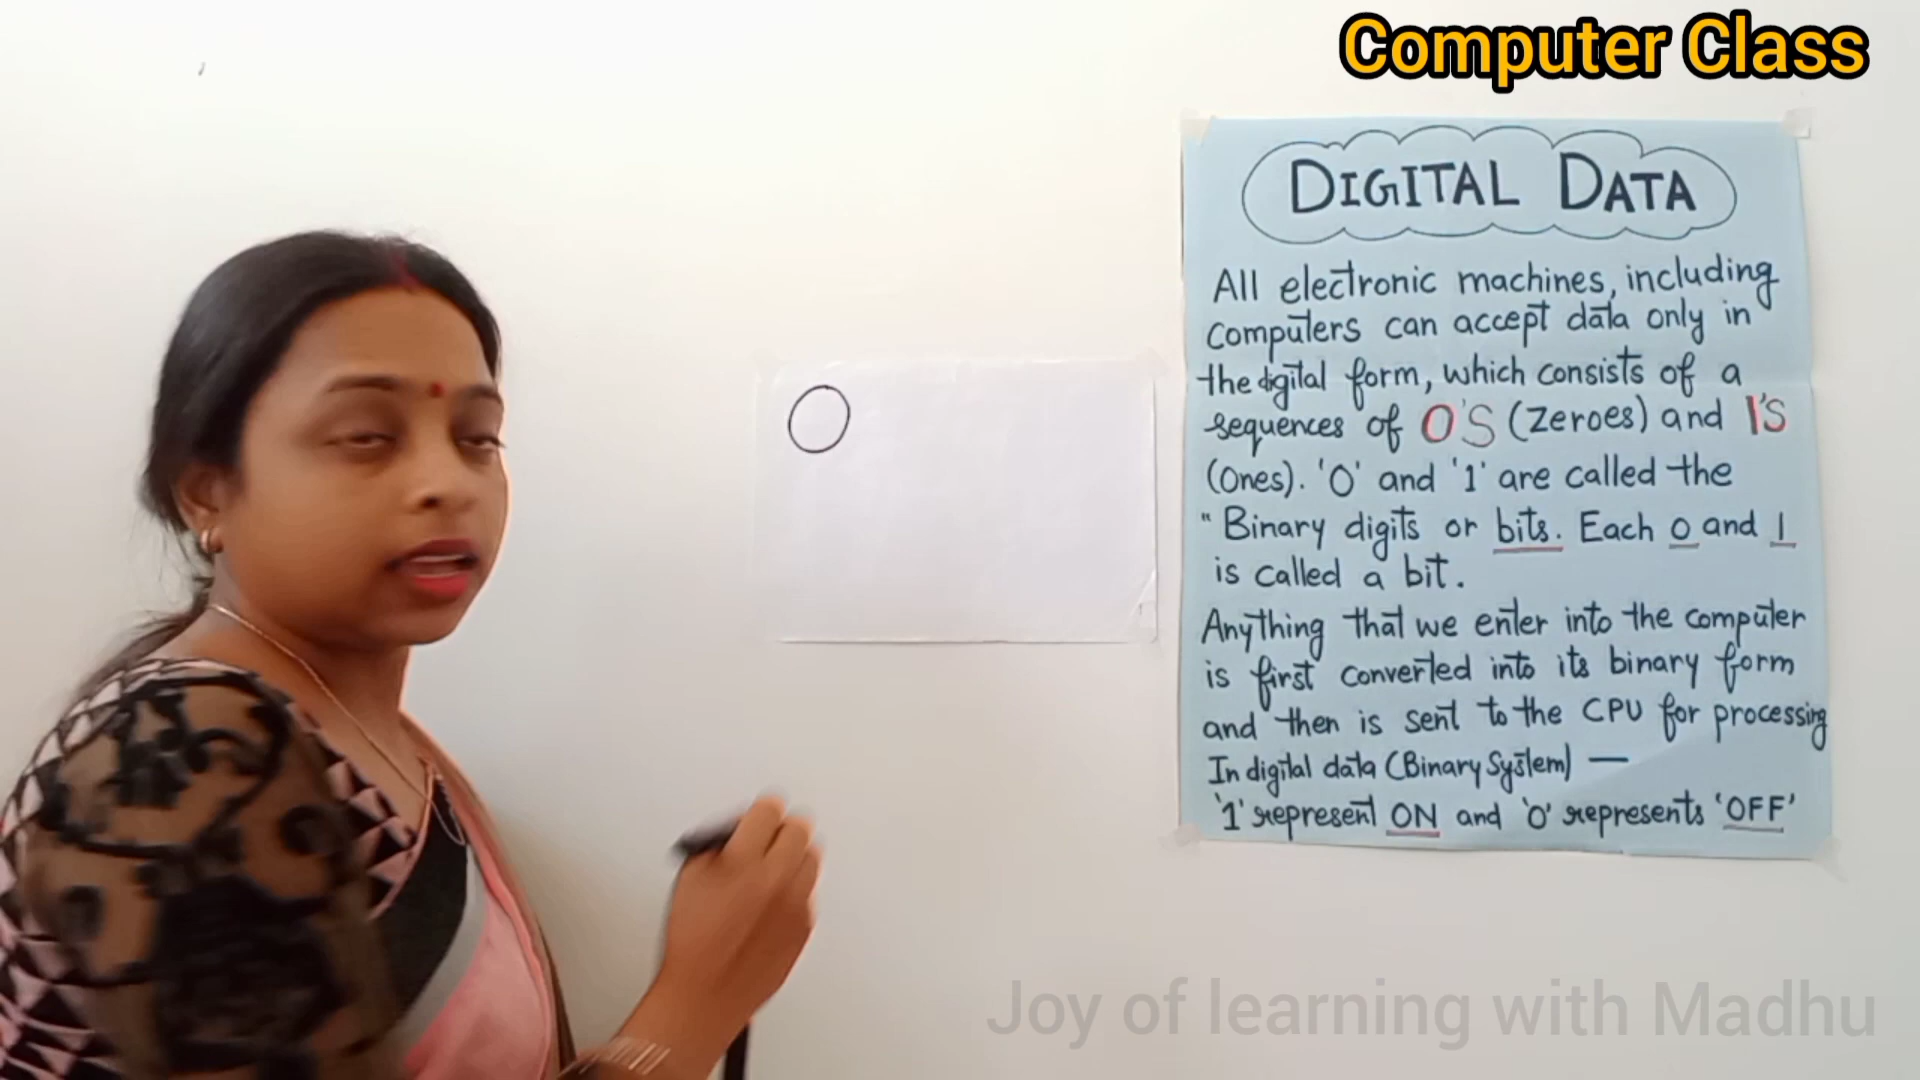 Computer Class
DIGITAL DATA
All electronic machines, including
Computers can accept data only in
the digital form, which consists of a
sequences of 0'S (Zeroes) and 1'S
(Ones). '0' and '1' are called the
" Binary digits or bits. Each 0 and 1
is called a bit.
Anything that we enter into the computer
is first converted into its binary form
and then is sent to the CPU for processing
In digital data (Binary System) —
'1' represent ON and '0' represents 'OFF'
O
Joy of learning with Madhu